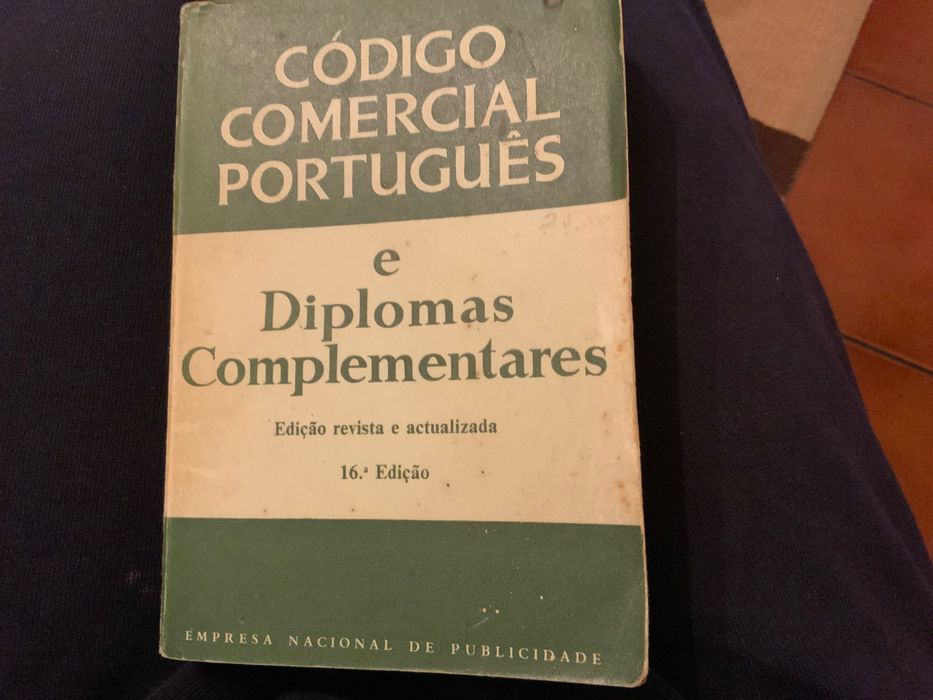 CÓDIGO
COMERCIAL
PORTUGUÊS
e
Diplomas
Complementares
Edição revista e actualizada
16.ª Edição
EMPRESA NACIONAL DE PUBLICIDADE